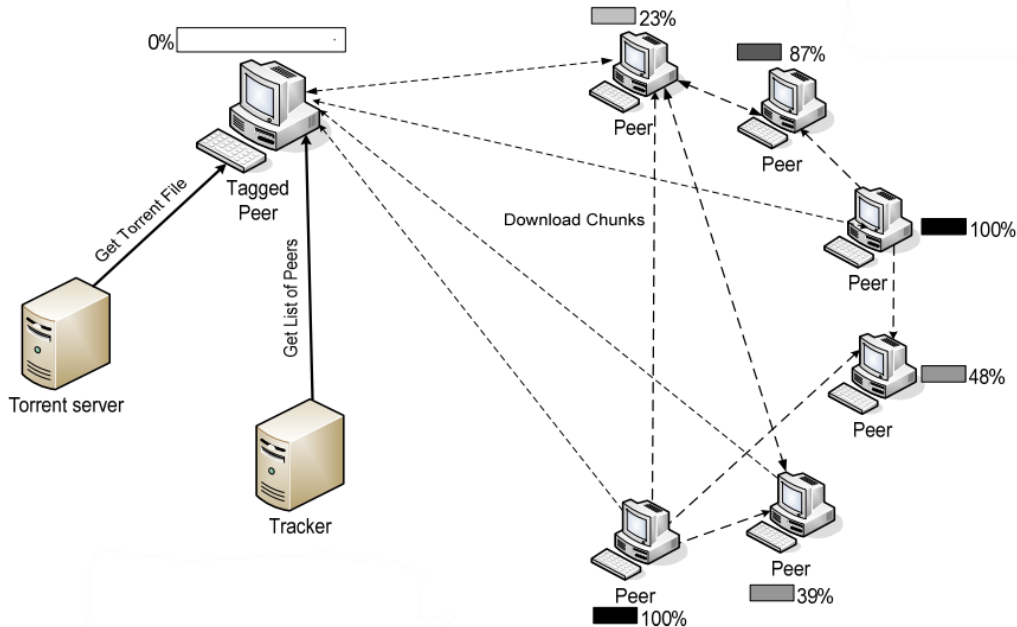 0%
23%
87%
Peer
Peer
Tagged
Peer
Get Torrent File
Download Chunks
100%
Peer
Get List of Peers
48%
Torrent server
Peer
Tracker
Peer
Peer
39%
100%